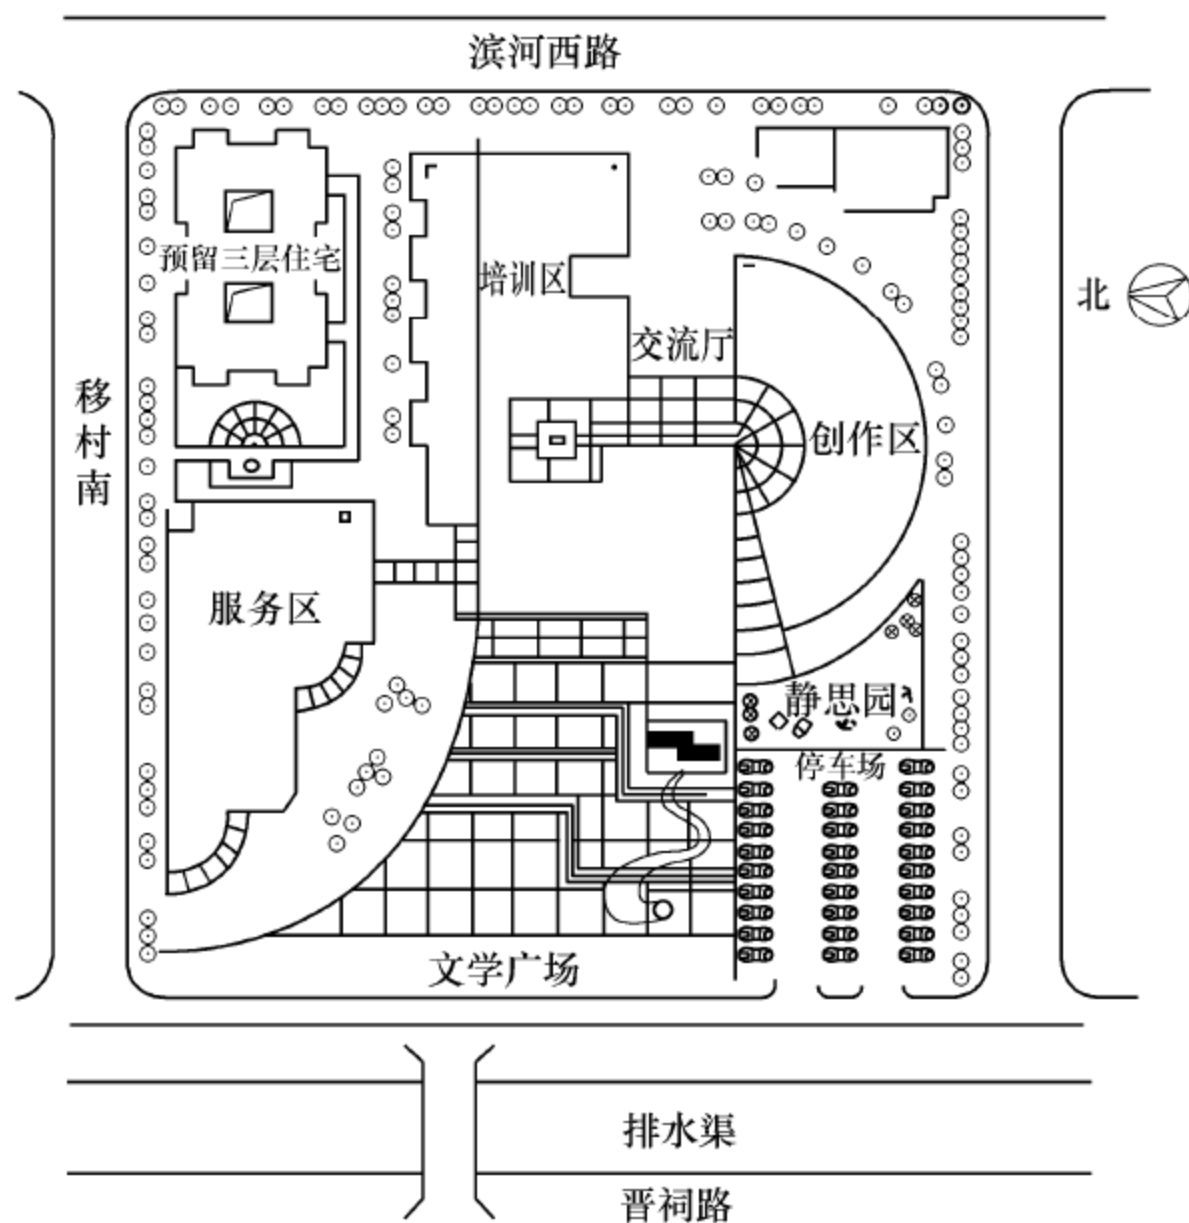 滨河西路
预留三层住宅
培训区
北
交流厅
移村南
创作区
服务区
静思园
停车场
文学广场
排水渠
晋祠路